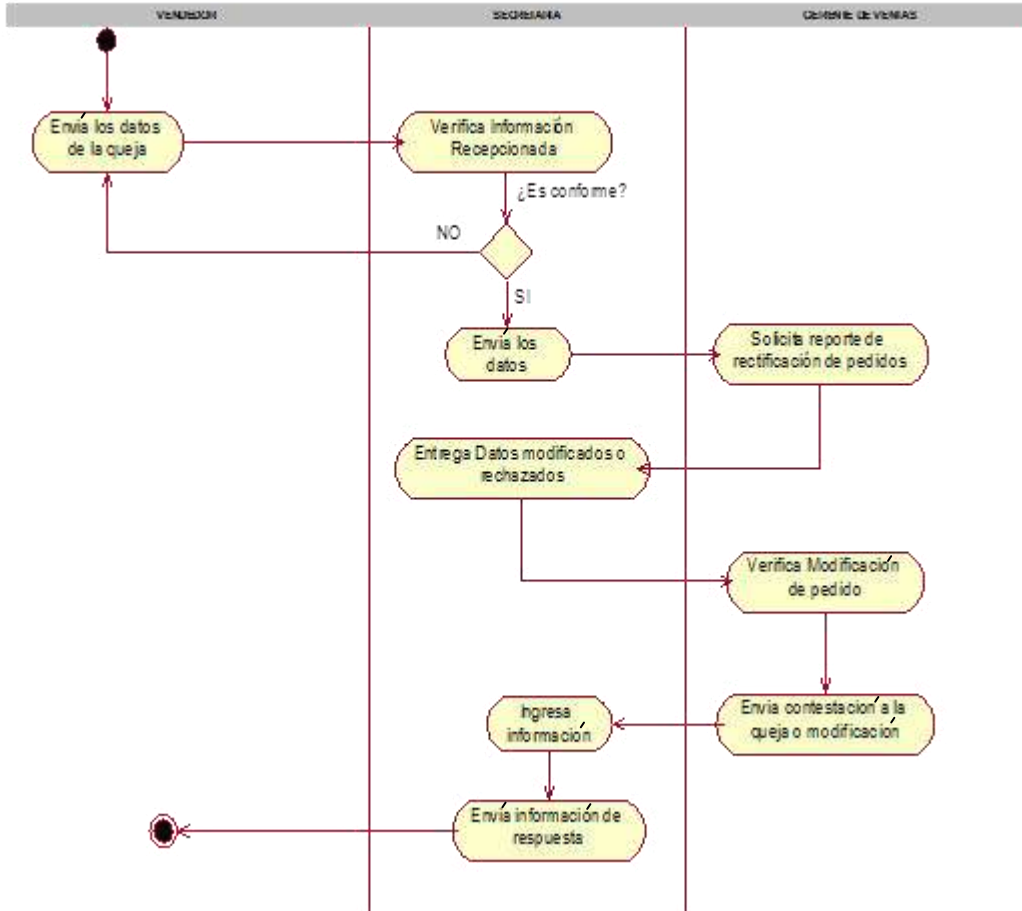 VENDEDOR
SECRETARIA
GERENTE DE VENTAS
Envía los datos
de la queja
Verifica Información
Recepcionada
¿Es conforme?
NO
SI
Envía los
datos
Solicita reporte de
rectificación de pedidos
Entrega Datos modificados o
rechazados
Verifica Modificación
de pedido
Envia contestación a la
queja o modificación
Ingresa
información
Envía información de
respuesta